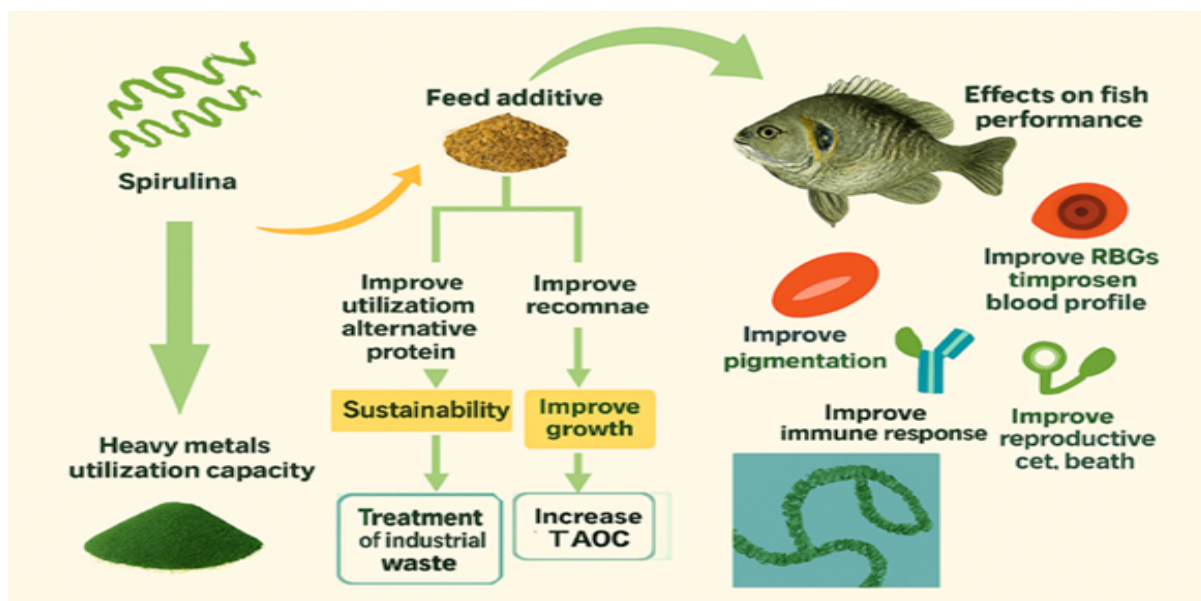 Spirulina
Heavy metals
utilization capacity
Feed additive
Improve
utilizatiom
alternative
protein
Sustainability
Treatment
of industrial
waste
Improve
recomnae
Improve
growth
Increase
TAOC
Effects on fish
performance
Improve RBGs
timprosen
blood profile
Improve
pigmentation
Improve
immune response
Improve
reproductive
cet. beath